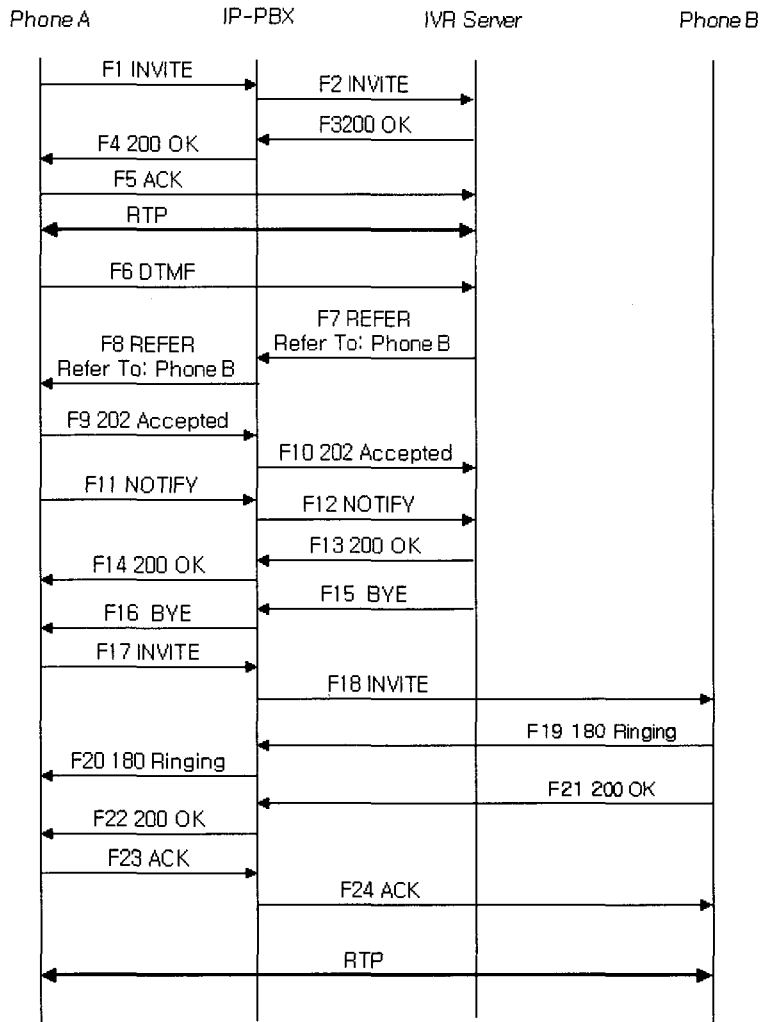 Phone A IP-PBX IVR Server Phone B
F1 INVITE
F2 INVITE
F3200 OK
F4 200 OK
F5 ACK
RTP
F6 DTMF
F7 REFER
Refer To: Phone B
F8 REFER
Refer To: Phone B
F9 202 Accepted
F10 202 Accepted
F11 NOTIFY
F12 NOTIFY
F13 200 OK
F14 200 OK
F15 BYE
F16 BYE
F17 INVITE
F18 INVITE
F19 180 Ringing
F20 180 Ringing
F21 200 OK
F22 200 OK
F23 ACK
F24 ACK
RTP